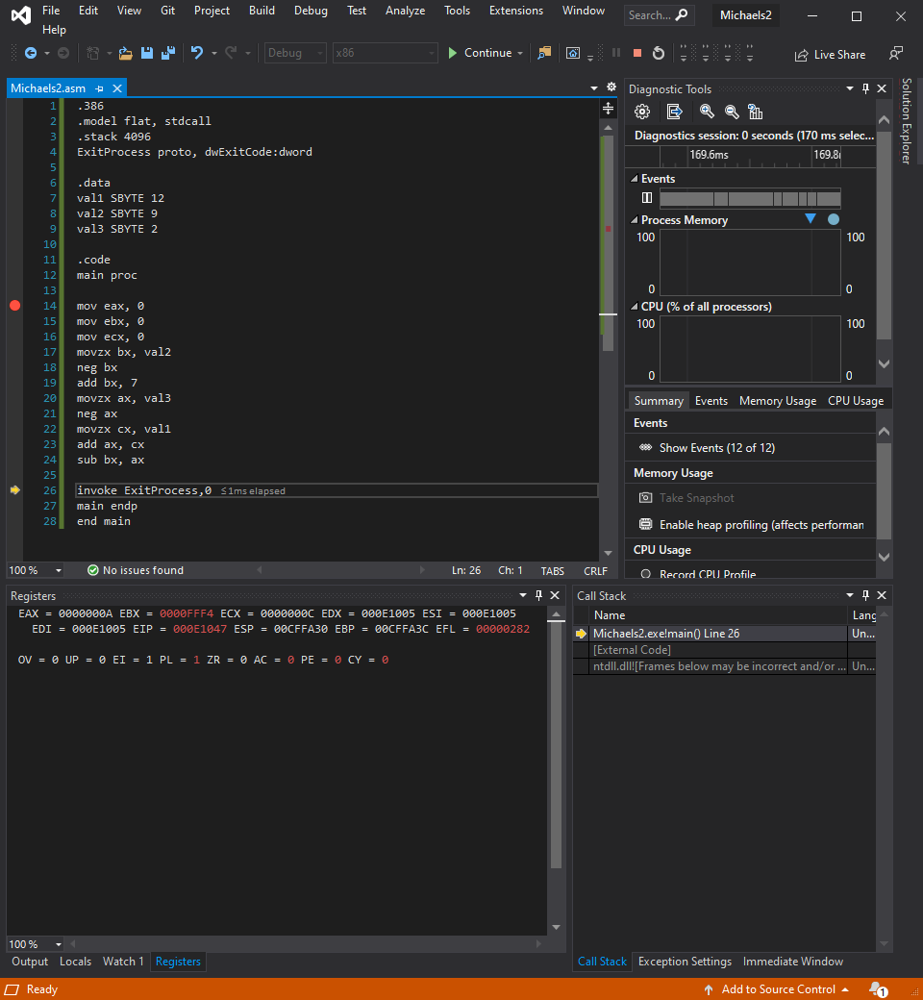 File Edit View Git Project Build Debug Test Analyze Tools Extensions Window Search... Michaels2
Help
Debug x86 Continue Live Share
Michaels2.asm
Diagnostic Tools
Solution Explorer
1 .386
2 .model flat, stdcall
3 .stack 4096
4 ExitProcess proto, dwExitCode:dword
5
6 .data
7 val1 SBYTE 12
8 val2 SBYTE 9
9 val3 SBYTE 2
10
11 .code
12 main proc
13
14 mov eax, 0
15 mov ebx, 0
16 mov ecx, 0
17 movzx bx, val2
18 neg bx
19 add bx, 7
20 movzx ax, val3
21 neg ax
22 movzx cx, val1
23 add ax, cx
24 sub bx, ax
25
26 invoke ExitProcess,0 ≤1ms elapsed
27 main endp
28 end main
100 % No issues found Ln: 26 Ch: 1 TABS CRLF
Diagnostics session: 0 seconds (170 ms selec...
169.6ms 169.8
Events
Process Memory
100 100
0 0
CPU (% of all processors)
100 100
0 0
Summary Events Memory Usage CPU Usage
Events
Show Events (12 of 12)
Memory Usage
Take Snapshot
Enable heap profiling (affects performan
CPU Usage
Record CPU Profile
Registers
EAX = 0000000A EBX = 0000FFF4 ECX = 0000000C EDX = 000E1005 ESI = 000E1005
EDI = 000E1005 EIP = 000E1047 ESP = 00CFFA30 EBP = 00CFFA3C EFL = 00000282
OV = 0 UP = 0 EI = 1 PL = 1 ZR = 0 AC = 0 PE = 0 CY = 0
100 %
Output Locals Watch 1 Registers
Call Stack
Name Lang
Michaels2.exe!main() Line 26 Un...
[External Code]
ntdll.dll![Frames below may be incorrect and/or ... Un...
Call Stack Exception Settings Immediate Window
Ready Add to Source Control 1